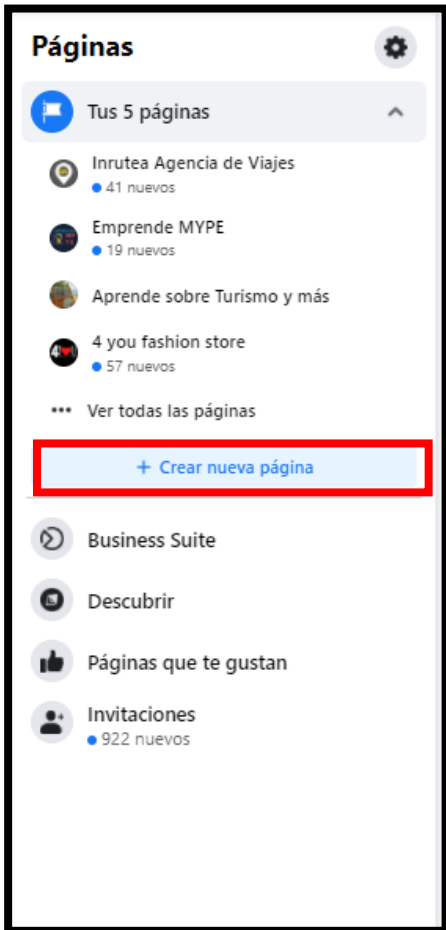 Páginas
Tus 5 páginas
Inrutea Agencia de Viajes
41 nuevos
Emprende MYPE
19 nuevos
Aprende sobre Turismo y más
4 you fashion store
57 nuevos
Ver todas las páginas
+ Crear nueva página
Business Suite
Descubrir
Páginas que te gustan
Invitaciones
922 nuevos